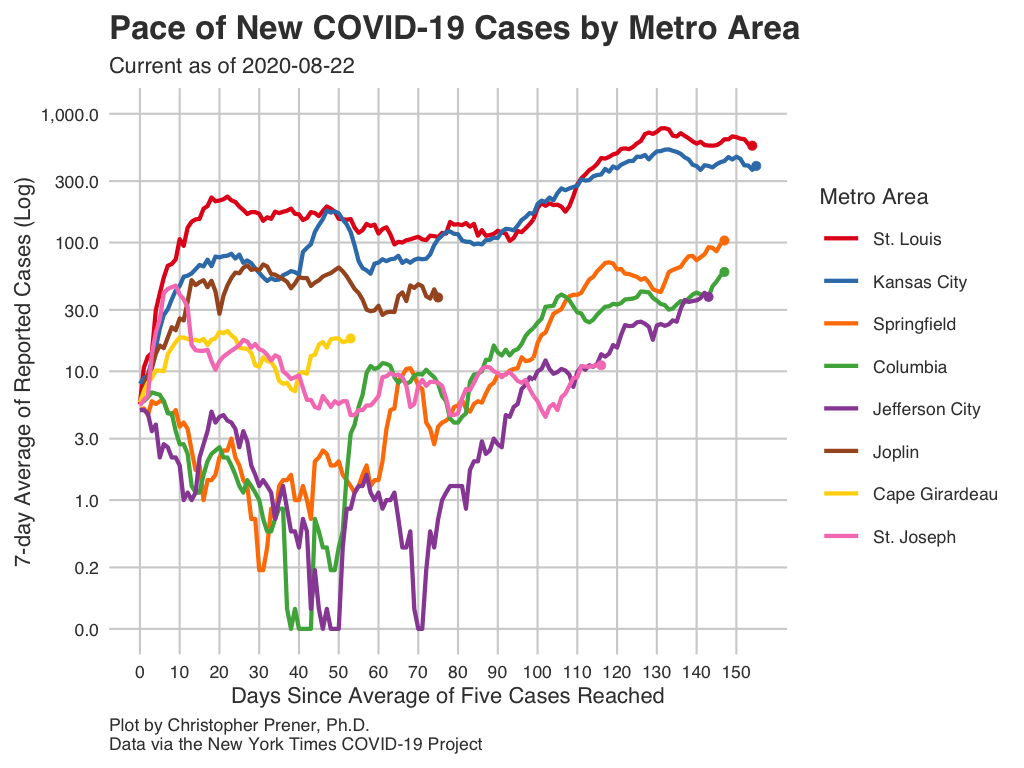 Pace of New COVID-19 Cases by Metro Area
Current as of 2020-08-22
7-day Average of Reported Cases (Log)
1,000.0
300.0
100.0
30.0
10.0
3.0
1.0
0.2
0.0
0 10 20 30 40 50 60 70 80 90 100 110 120 130 140 150
Days Since Average of Five Cases Reached
Metro Area
St. Louis
Kansas City
Springfield
Columbia
Jefferson City
Joplin
Cape Girardeau
St. Joseph
Plot by Christopher Prener, Ph.D.
Data via the New York Times COVID-19 Project